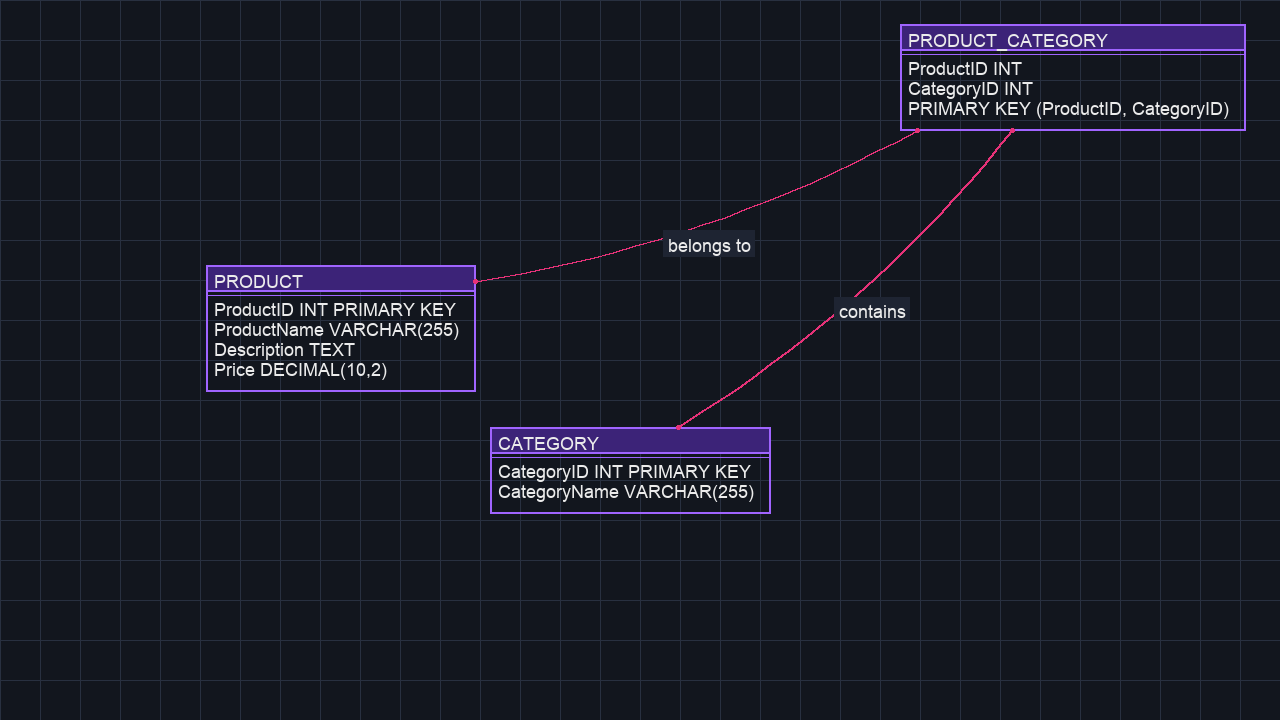 PRODUCT_CATEGORY
ProductID INT
CategoryID INT
PRIMARY KEY (ProductID, CategoryID)
belongs to
PRODUCT
ProductID INT PRIMARY KEY
ProductName VARCHAR(255)
Description TEXT
Price DECIMAL(10,2)
contains
CATEGORY
CategoryID INT PRIMARY KEY
CategoryName VARCHAR(255)